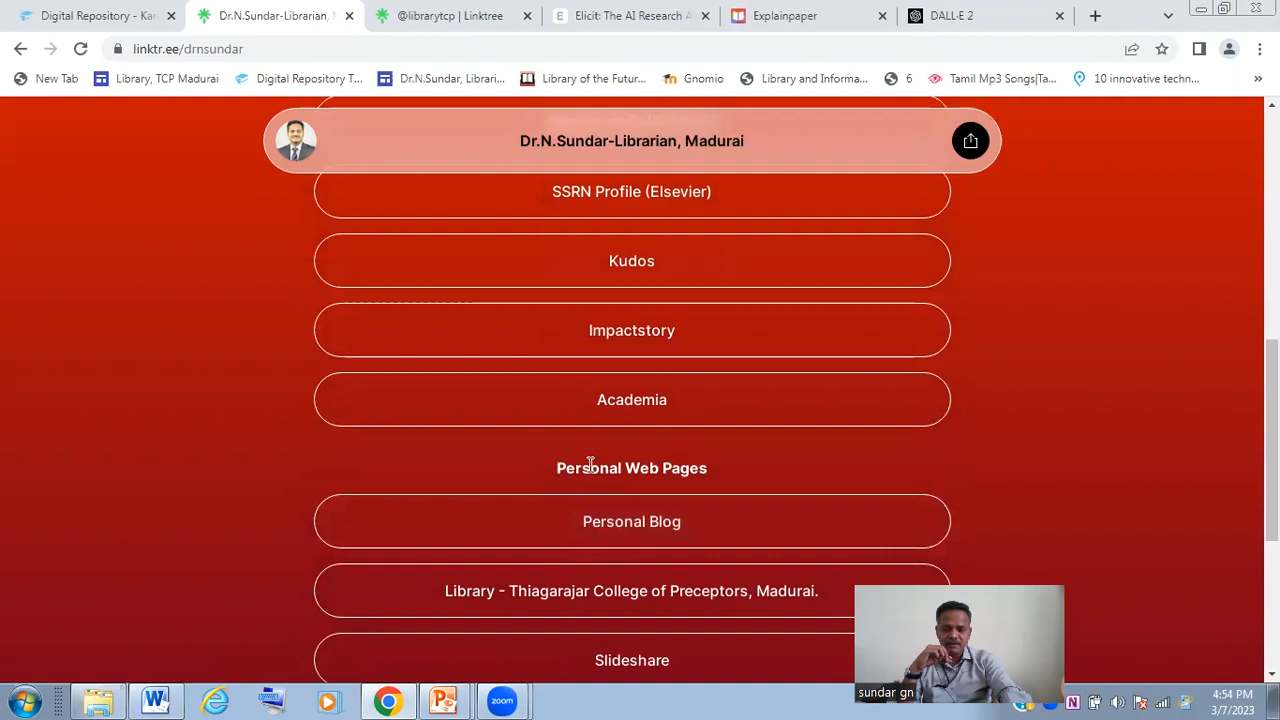 Digital Repository - Kar
Dr.N.Sundar-Librarian,
@librarytcp | Linktree
Elicit: The AI Research A
Explainpaper
DALL·E 2
linktr.ee/drnsundar
New Tab
Library, TCP Madurai
Digital Repository T...
Dr.N.Sundar, Librari...
Library of the Futur...
Gnomio
Library and Informa...
6
Tamil Mp3 Songs|Ta...
10 innovative techn...
Dr.N.Sundar-Librarian, Madurai
SSRN Profile (Elsevier)
Kudos
Impactstory
Academia
Personal Web Pages
Personal Blog
Library - Thiagarajar College of Preceptors, Madurai.
Slideshare
sundar gn
zoom
4:54 PM
3/7/2023